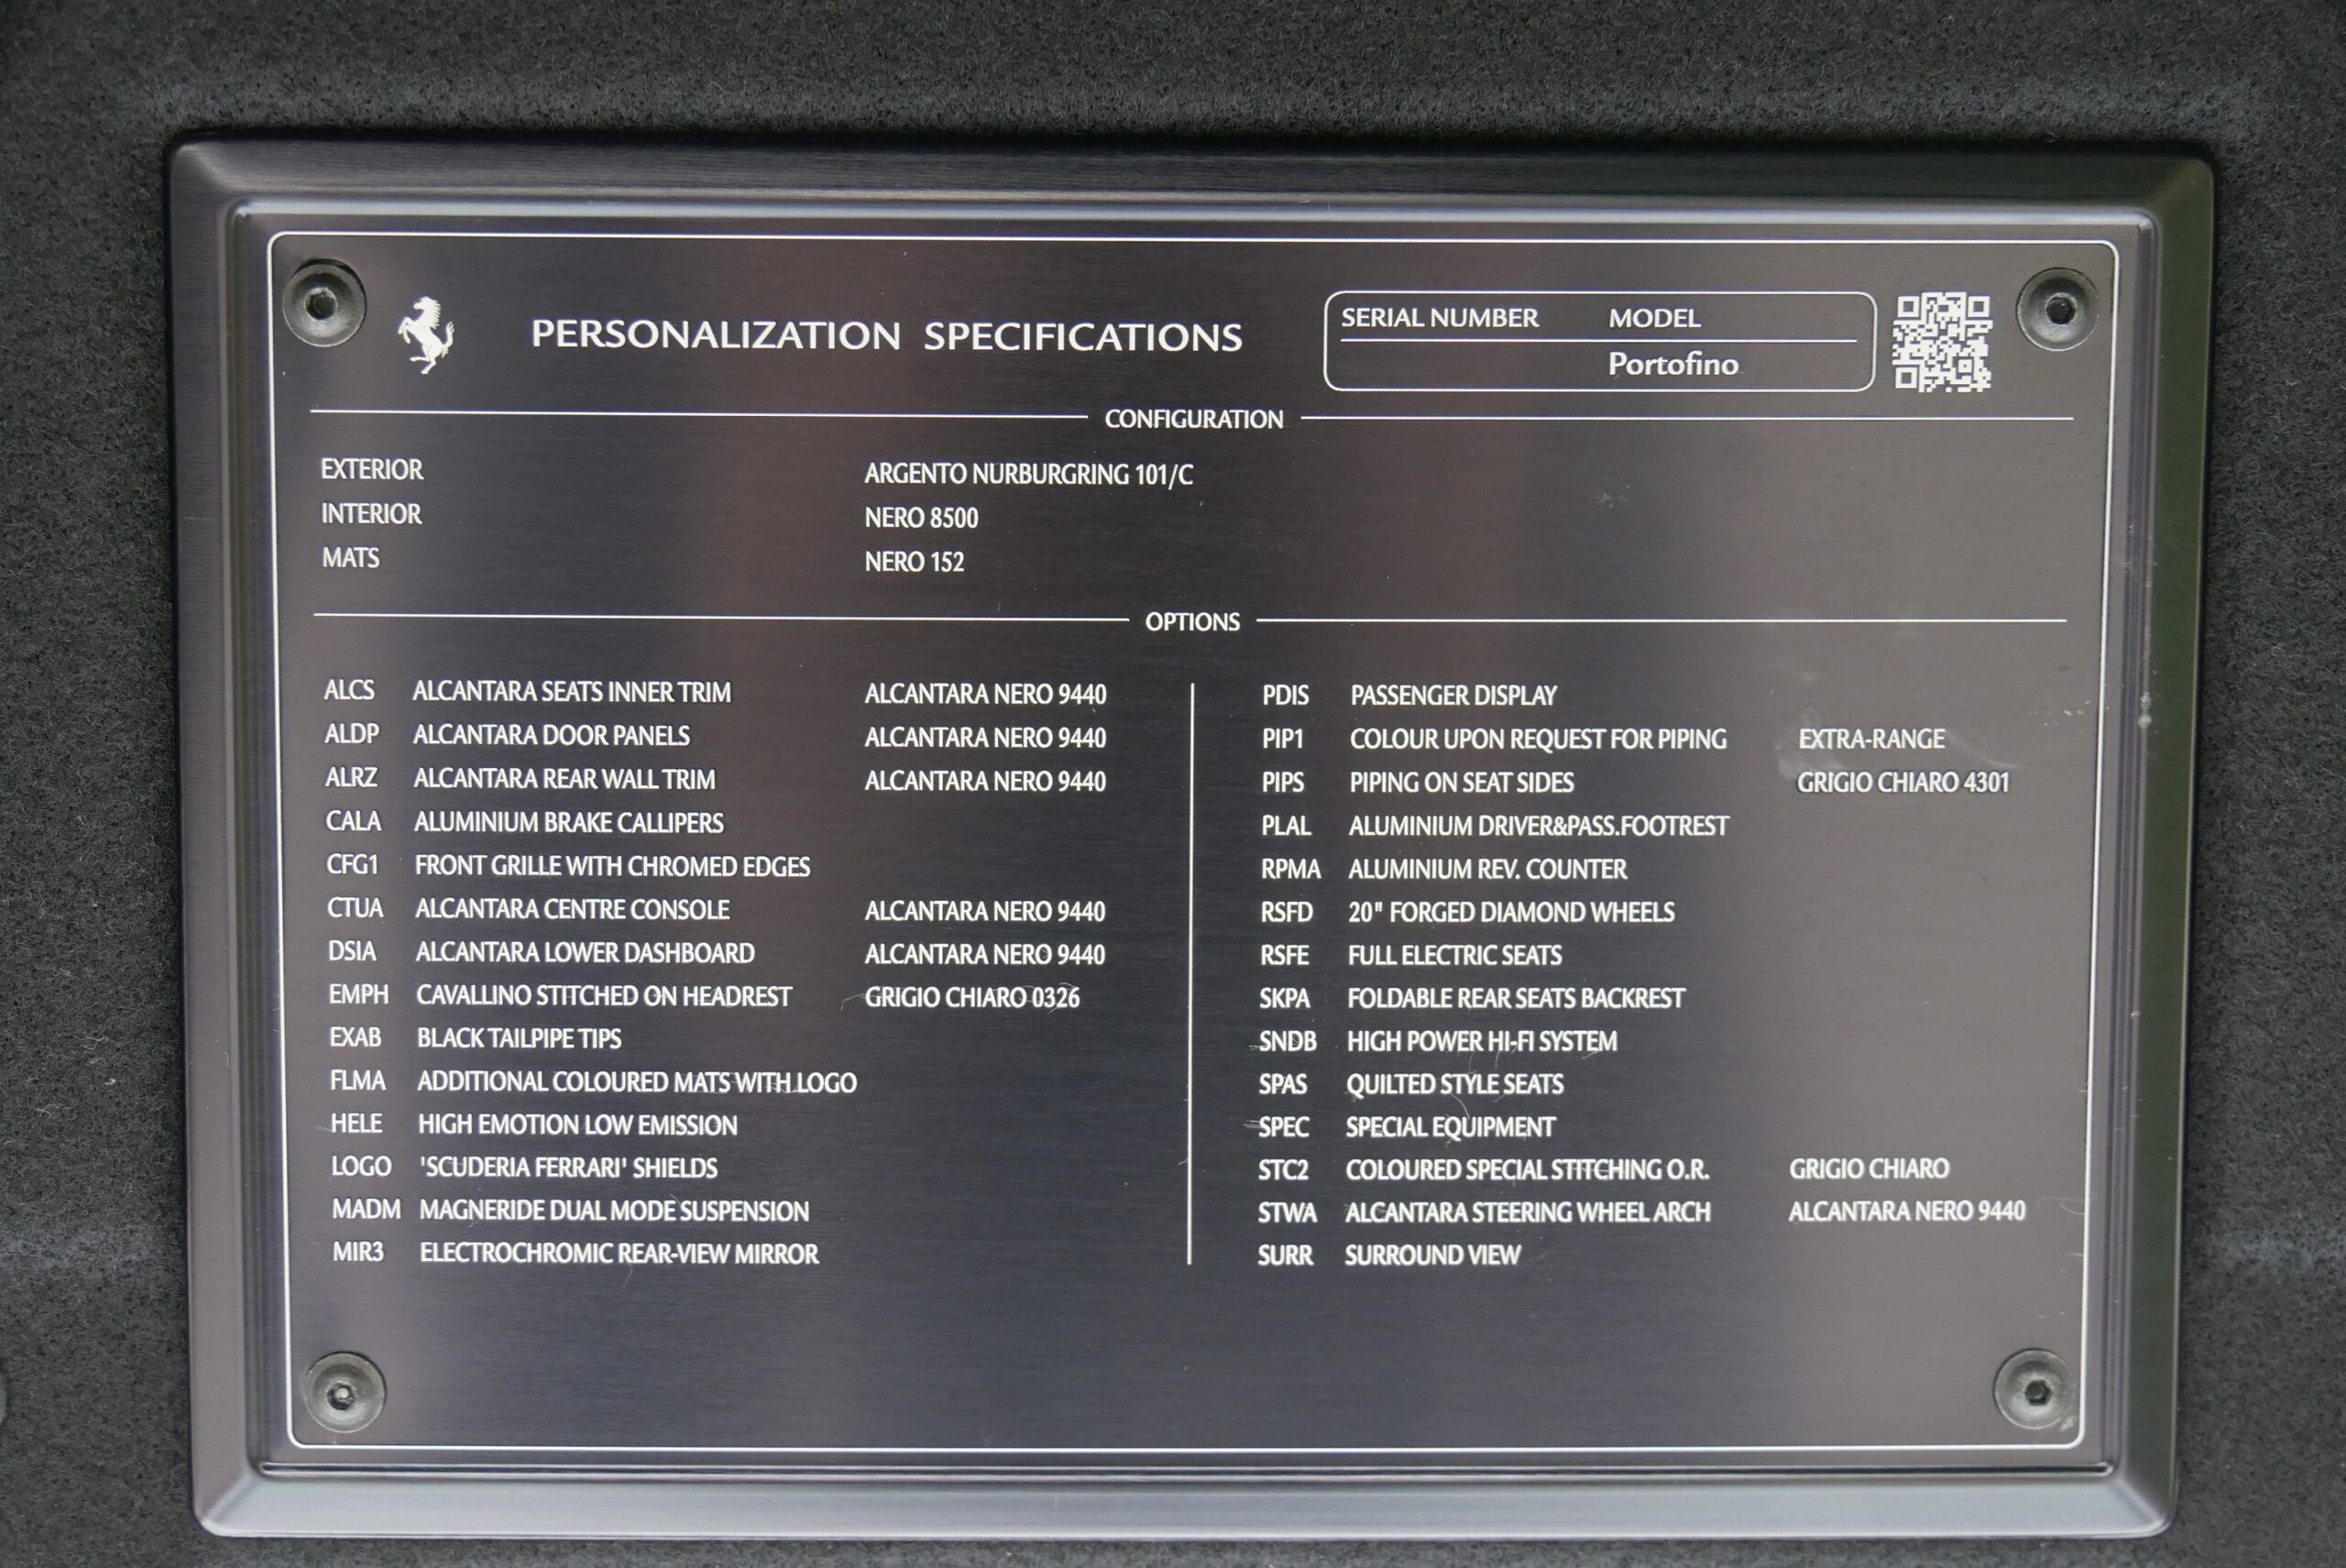 PERSONALIZATION SPECIFICATIONS
SERIAL NUMBER MODEL
Portofino
CONFIGURATION
EXTERIOR ARGENTO NURBURGRING 101/C
INTERIOR NERO 8500
MATS NERO 152
OPTIONS
ALCS ALCANTARA SEATS INNER TRIM ALCANTARA NERO 9440
ALDP ALCANTARA DOOR PANELS ALCANTARA NERO 9440
ALRZ ALCANTARA REAR WALL TRIM ALCANTARA NERO 9440
CALA ALUMINIUM BRAKE CALLIPERS
CFG1 FRONT GRILLE WITH CHROMED EDGES
CTUA ALCANTARA CENTRE CONSOLE ALCANTARA NERO 9440
DSIA ALCANTARA LOWER DASHBOARD ALCANTARA NERO 9440
EMPH CAVALLINO STITCHED ON HEADREST GRIGIO CHIARO 0326
EXAB BLACK TAILPIPE TIPS
FLMA ADDITIONAL COLOURED MATS WITH LOGO
HELE HIGH EMOTION LOW EMISSION
LOGO 'SCUDERIA FERRARI' SHIELDS
MADM MAGNERIDE DUAL MODE SUSPENSION
MIR3 ELECTROCHROMIC REAR-VIEW MIRROR
PDIS PASSENGER DISPLAY
PIP1 COLOUR UPON REQUEST FOR PIPING EXTRA-RANGE
PIPS PIPING ON SEAT SIDES GRIGIO CHIARO 4301
PLAL ALUMINIUM DRIVER&PASS.FOOTREST
RPMA ALUMINIUM REV. COUNTER
RSFD 20" FORGED DIAMOND WHEELS
RSFE FULL ELECTRIC SEATS
SKPA FOLDABLE REAR SEATS BACKREST
SNDB HIGH POWER HI-FI SYSTEM
SPAS QUILTED STYLE SEATS
SPEC SPECIAL EQUIPMENT
STC2 COLOURED SPECIAL STITCHING O.R. GRIGIO CHIARO
STWA ALCANTARA STEERING WHEEL ARCH ALCANTARA NERO 9440
SURR SURROUND VIEW